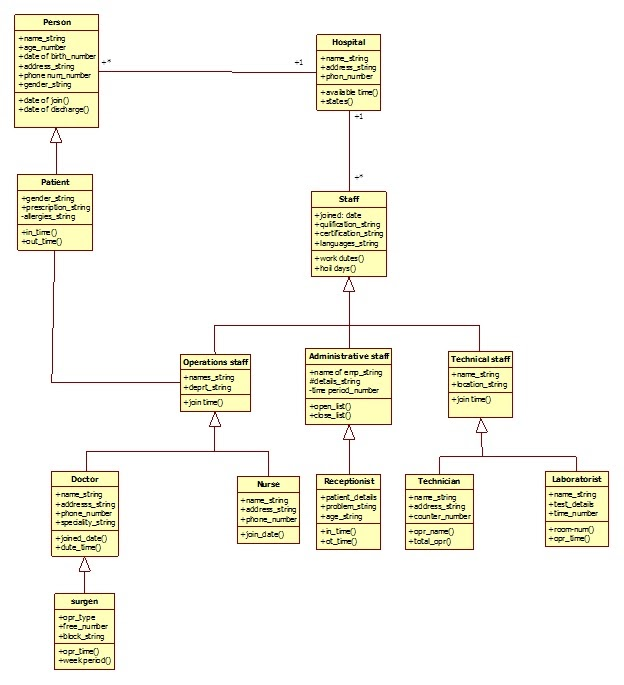 Person
+name_string
+age_number
+date of birth_number
+address_string
+phone num_number
+gender_string
+date of join()
+date of discharge()
+*
+1
Hospital
+name_string
+address_string
+phon_number
+available time()
+states()
+1
+*
Patient
+gender_string
+prescription_string
-allergies_string
+in_time()
+out_time()
Staff
+joined: date
+qulification_string
+certification_string
+languages_string
+work dutes()
+hoil days()
Operations staff
+names_string
+deprt_string
+join time()
Administrative staff
+name of emp_string
#details_string
-time period_number
+open_list()
+close_list()
Technical staff
+name_string
+location_string
+join time()
Doctor
+name_string
+addresss_string
+phone_number
+speciality_string
+joined_date()
+dute_time()
Nurse
+name_string
+address_string
+phone_number
+join_date()
Receptionist
+patient_details
+problem_string
+age_string
+in_time()
+ot_time()
Technician
+name_string
+address_string
+counter_number
+opr_name()
+total_opr()
Laboratorist
+name_string
+test_details
+time_number
+room-num()
+opr_time()
surgen
+opr_type
+free_number
+block_string
+opr_time()
+week period()